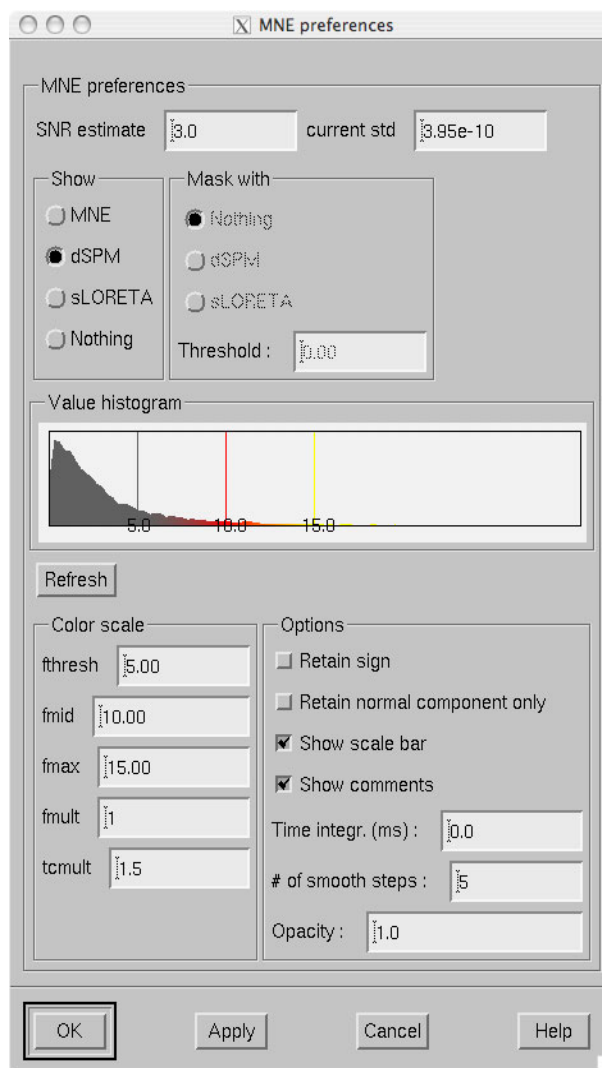 MNE preferences
MNE preferences
SNR estimate 3.0 current std 3.95e-10
Show
MNE
dSPM
sLORETA
Nothing
Mask with
Nothing
dSPM
sLORETA
Threshold : 0.00
Value histogram
5.0 10.0 15.0
Refresh
Color scale
fthresh 5.00
fmid 10.00
fmax 15.00
fmult 1
tcmult 1.5
Options
Retain sign
Retain normal component only
Show scale bar
Show comments
Time integr. (ms) : 0.0
# of smooth steps : 5
Opacity : 1.0
OK Apply Cancel Help